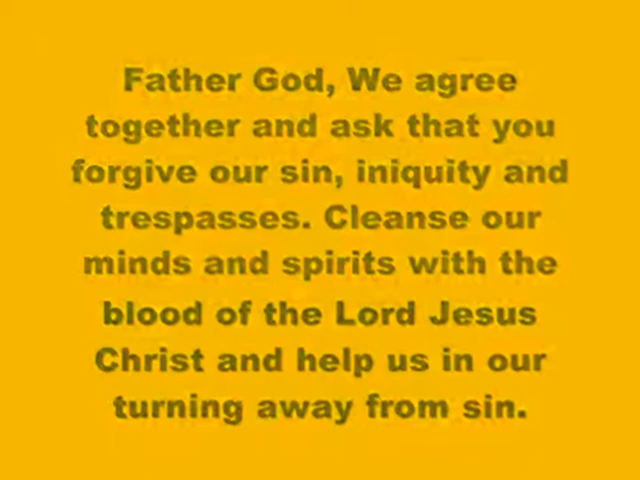 Father God, We agree
together and ask that you
forgive our sin, iniquity and
trespasses. Cleanse our
minds and spirits with the
blood of the Lord Jesus
Christ and help us in our
turning away from sin.